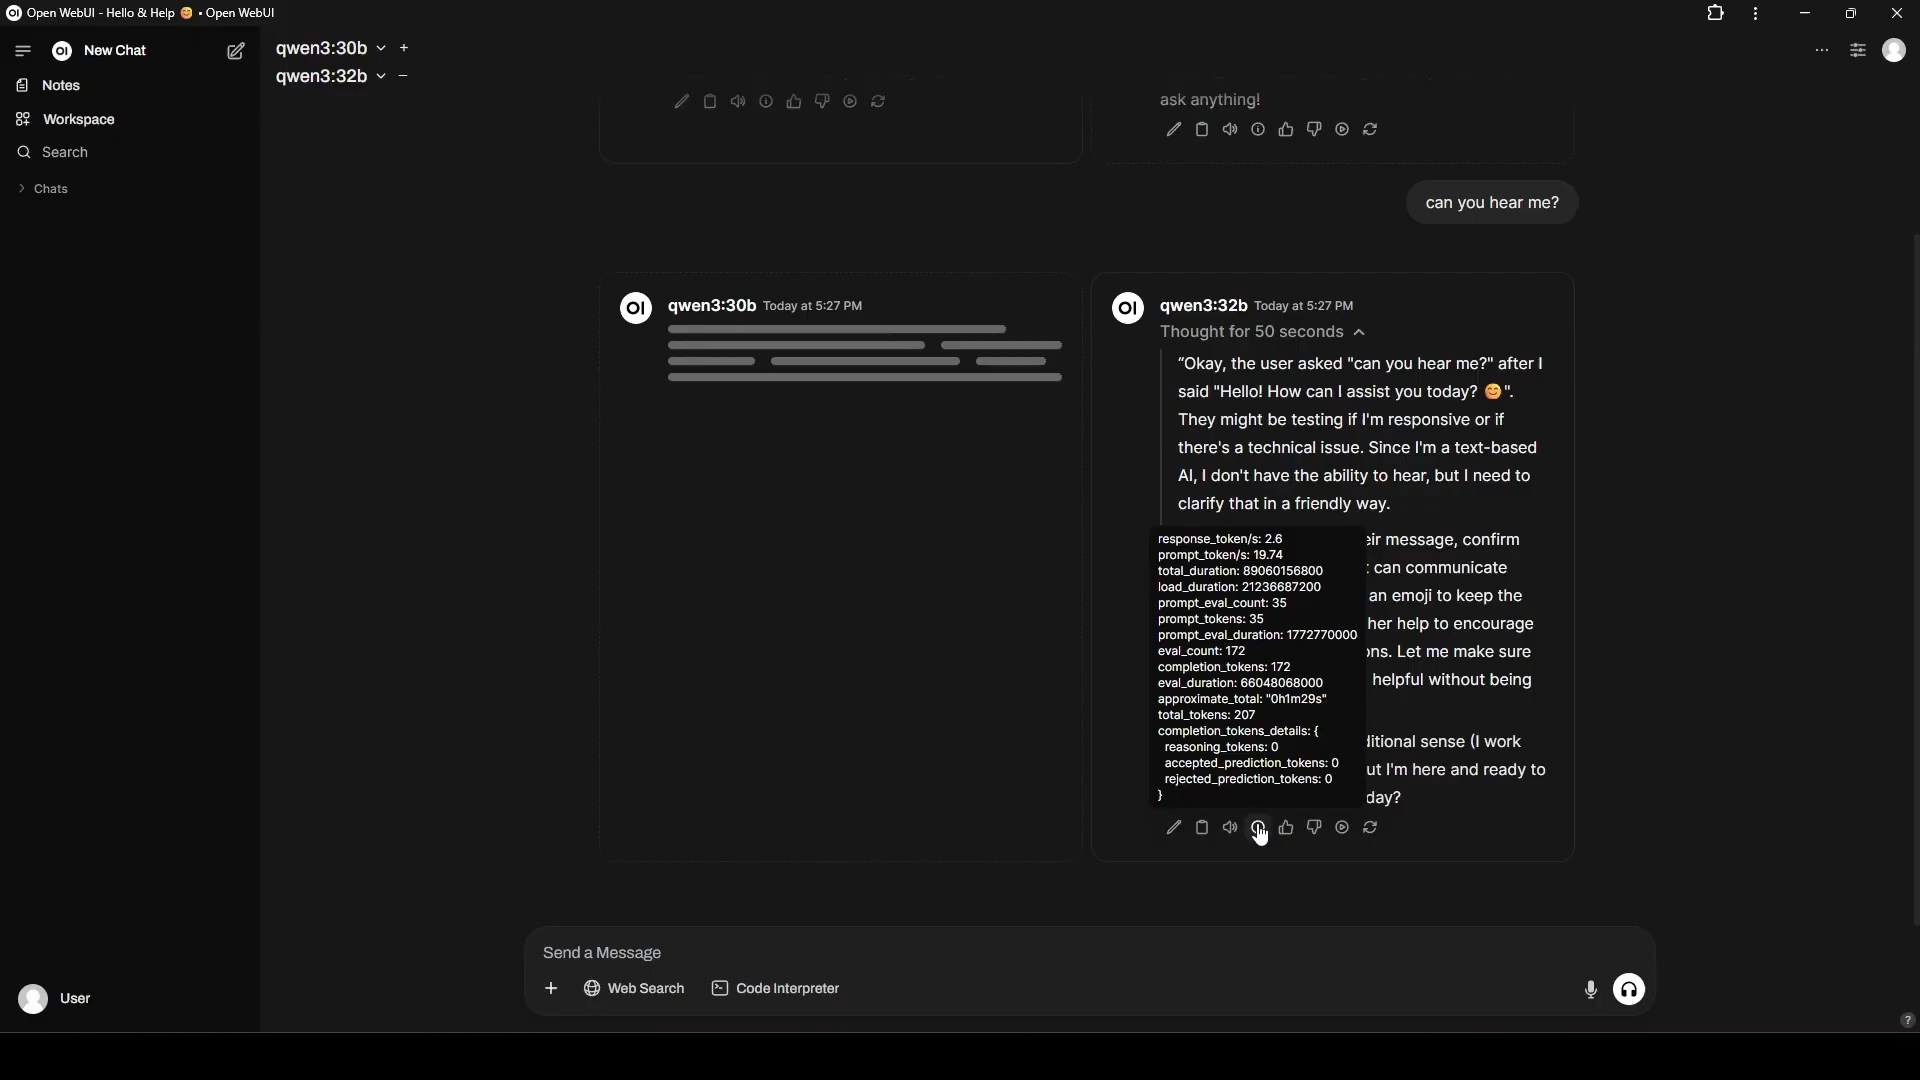 Open WebUI - Hello & Help 😊 • Open WebUI
New Chat
Notes
Workspace
Search
Chats
User
qwen3:30b
qwen3:32b
ask anything!
can you hear me?
qwen3:30b Today at 5:27 PM
qwen3:32b Today at 5:27 PM
Thought for 50 seconds
“Okay, the user asked "can you hear me?" after I
said "Hello! How can I assist you today? 😊".
They might be testing if I'm responsive or if
there's a technical issue. Since I'm a text-based
AI, I don't have the ability to hear, but I need to
clarify that in a friendly way.
message, confirm
can communicate
an emoji to keep the
help to encourage
Let me make sure
helpful without being
sense (I work
I'm here and ready to
response_token/s: 2.6
prompt_token/s: 19.74
total_duration: 89060156800
load_duration: 21236687200
prompt_eval_count: 35
prompt_tokens: 35
prompt_eval_duration: 1772770000
eval_count: 172
completion_tokens: 172
eval_duration: 66048068000
approximate_total: "0h1m29s"
total_tokens: 207
completion_tokens_details: {
reasoning_tokens: 0
accepted_prediction_tokens: 0
rejected_prediction_tokens: 0
}
Send a Message
Web Search
Code Interpreter
?